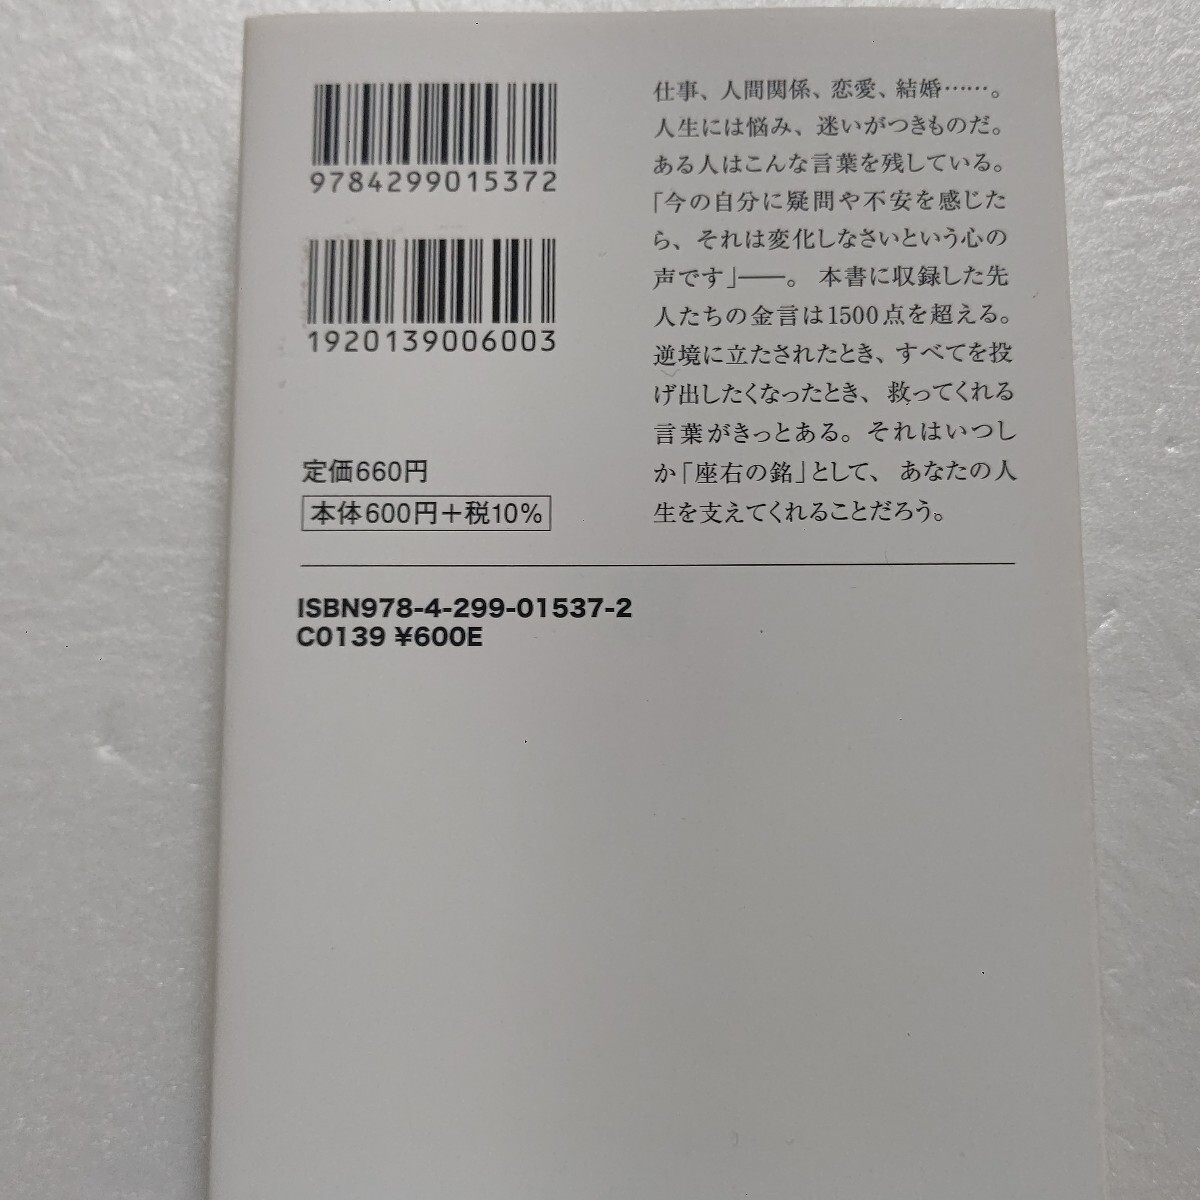 9784299015372
1920139006003
定価660円
本体600円+税10%
仕事、人間関係、恋愛、結婚……。
人生には悩み、迷いがつきものだ。
ある人はこんな言葉を残している。
「今の自分に疑問や不安を感じた
ら、それは変化しなさいという心の
声です」――。 本書に収録した先
人たちの金言は1500点を超える。
逆境に立たされたとき、すべてを投
げ出したくなったとき、救ってくれる
言葉がきっとある。それはいつし
か「座右の銘」として、あなたの人
生を支えてくれることだろう。
ISBN978-4-299-01537-2
C0139 ¥600E